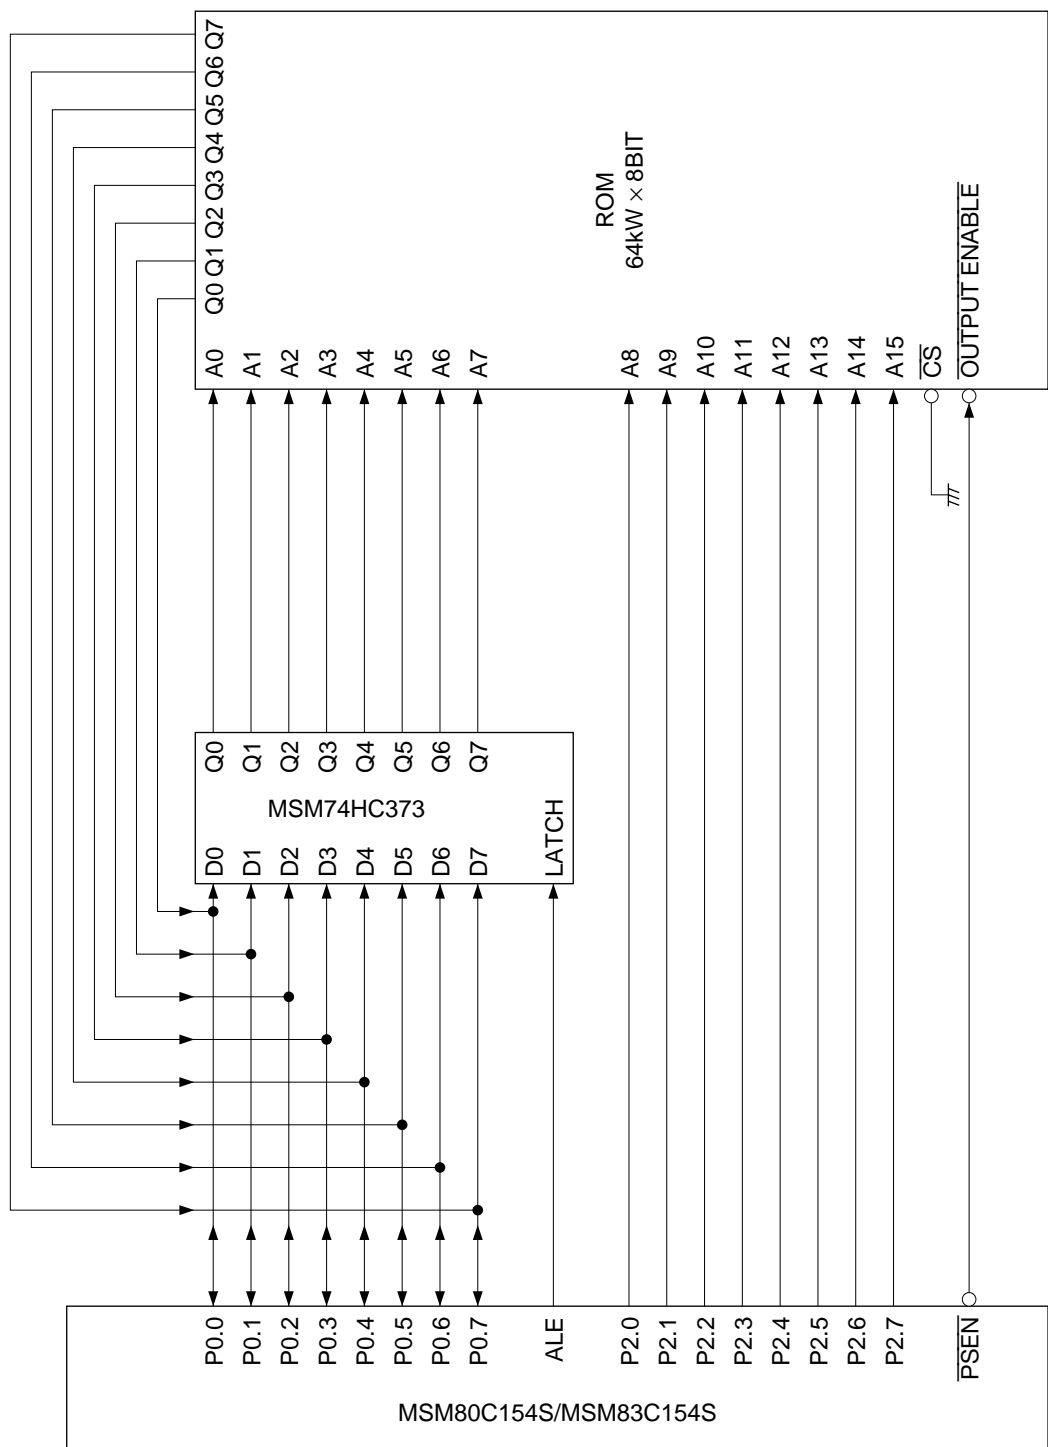 MSM80C154S/MSM83C154S
P0.0
P0.1
P0.2
P0.3
P0.4
P0.5
P0.6
P0.7
ALE
P2.0
P2.1
P2.2
P2.3
P2.4
P2.5
P2.6
P2.7
PSEN
MSM74HC373
D0
D1
D2
D3
D4
D5
D6
D7
LATCH
Q0
Q1
Q2
Q3
Q4
Q5
Q6
Q7
ROM
64kW × 8BIT
A0
A1
A2
A3
A4
A5
A6
A7
A8
A9
A10
A11
A12
A13
A14
A15
CS
OUTPUT ENABLE
Q0
Q1
Q2
Q3
Q4
Q5
Q6
Q7